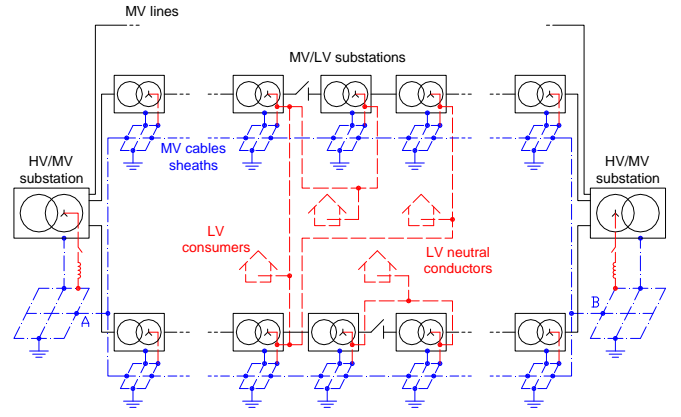 MV lines
MV/LV substations
MV cables
sheaths
HV/MV
substation
HV/MV
substation
LV
consumers
LV neutral
conductors
A
B